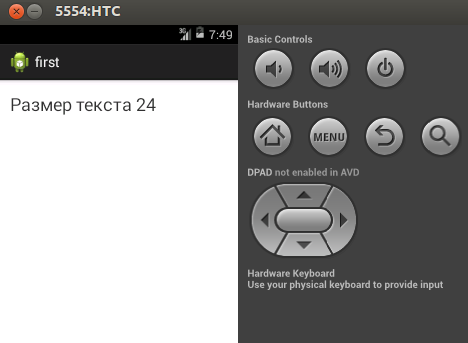 5554:HTC
3G 7:49
first
Размер текста 24
Basic Controls
Hardware Buttons
MENU
DPAD not enabled in AVD
Hardware Keyboard
Use your physical keyboard to provide input